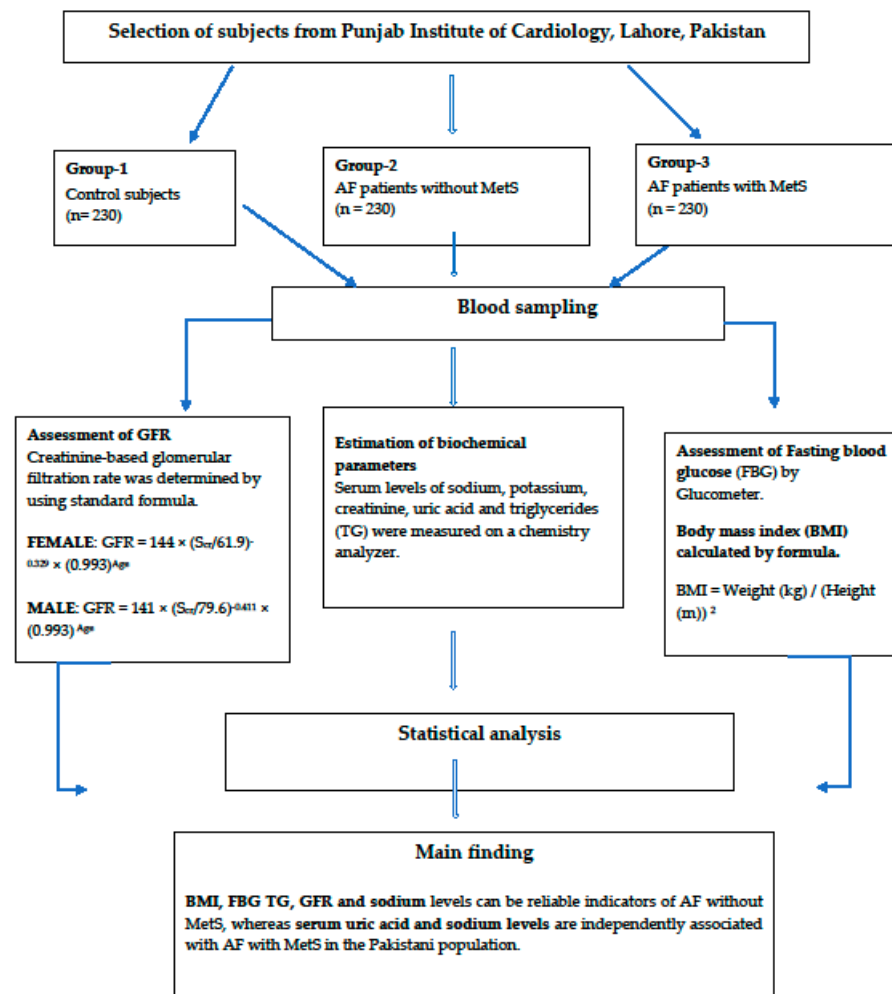 Selection of subjects from Punjab Institute of Cardiology, Lahore, Pakistan
Group-1
Control subjects
(n= 230)
Group-2
AF patients without MetS
(n = 230)
Group-3
AF patients with MetS
(n = 230)
Blood sampling
Assessment of GFR
Creatinine-based glomerular
filtration rate was determined by
using standard formula.
FEMALE: GFR = 144 × (Scr/61.9)-
0.329 × (0.993)Age
MALE: GFR = 141 × (Scr/79.6)-0.411 ×
(0.993) Age
Estimation of biochemical
parameters
Serum levels of sodium, potassium,
creatinine, uric acid and triglycerides
(TG) were measured on a chemistry
analyzer.
Assessment of Fasting blood
glucose (FBG) by
Glucometer.
Body mass index (BMI)
calculated by formula.
BMI = Weight (kg) / (Height
(m)) 2
Statistical analysis
Main finding
BMI, FBG TG, GFR and sodium levels can be reliable indicators of AF without
MetS, whereas serum uric acid and sodium levels are independently associated
with AF with MetS in the Pakistani population.